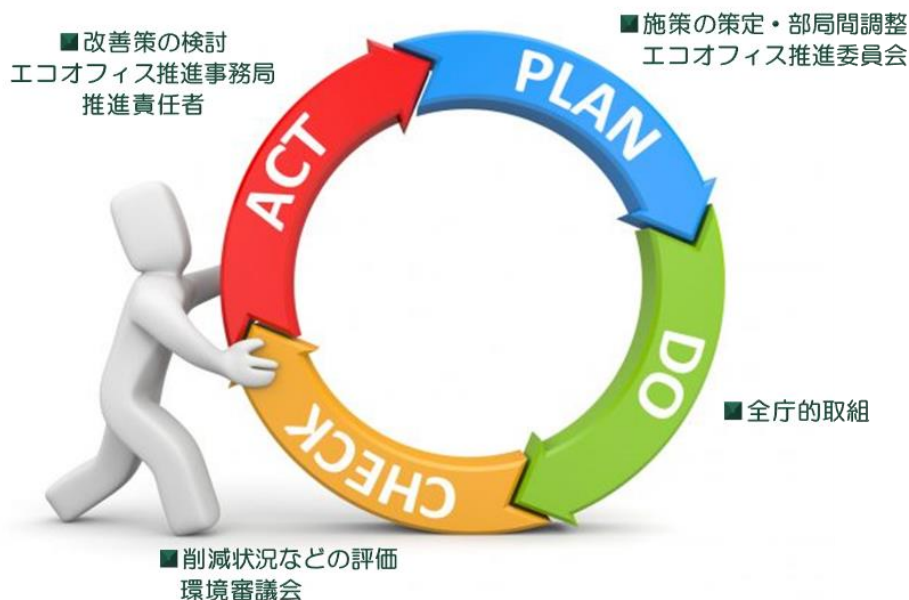 ■改善策の検討
エコオフィス推進事務局
推進責任者
■施策の策定・部局間調整
エコオフィス推進委員会
PLAN
DO
■全庁的取組
CHECK
■削減状況などの評価
環境審議会
ACT